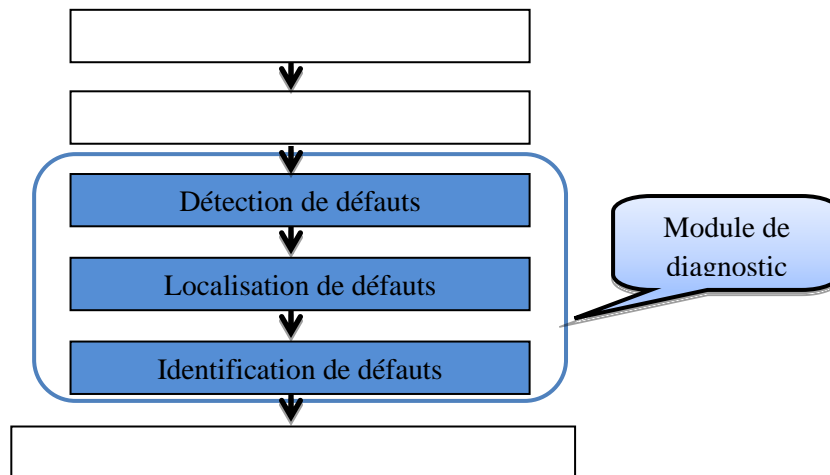 Détection de défauts
Localisation de défauts
Identification de défauts
Module de
diagnostic